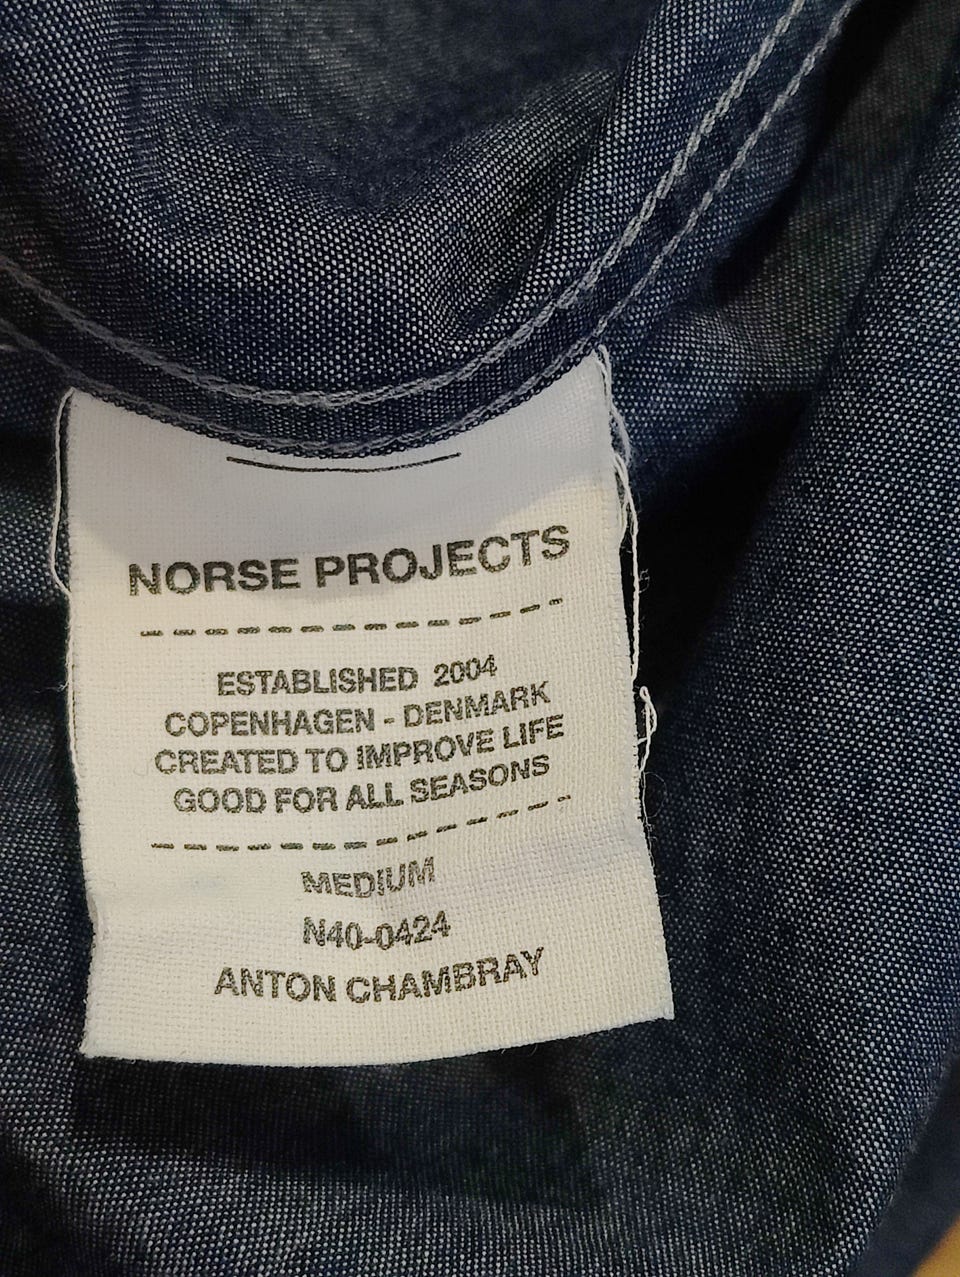 NORSE PROJECTS
ESTABLISHED 2004
COPENHAGEN - DENMARK
CREATED TO IMPROVE LIFE
GOOD FOR ALL SEASONS
MEDIUM
N40-0424
ANTON CHAMBRAY